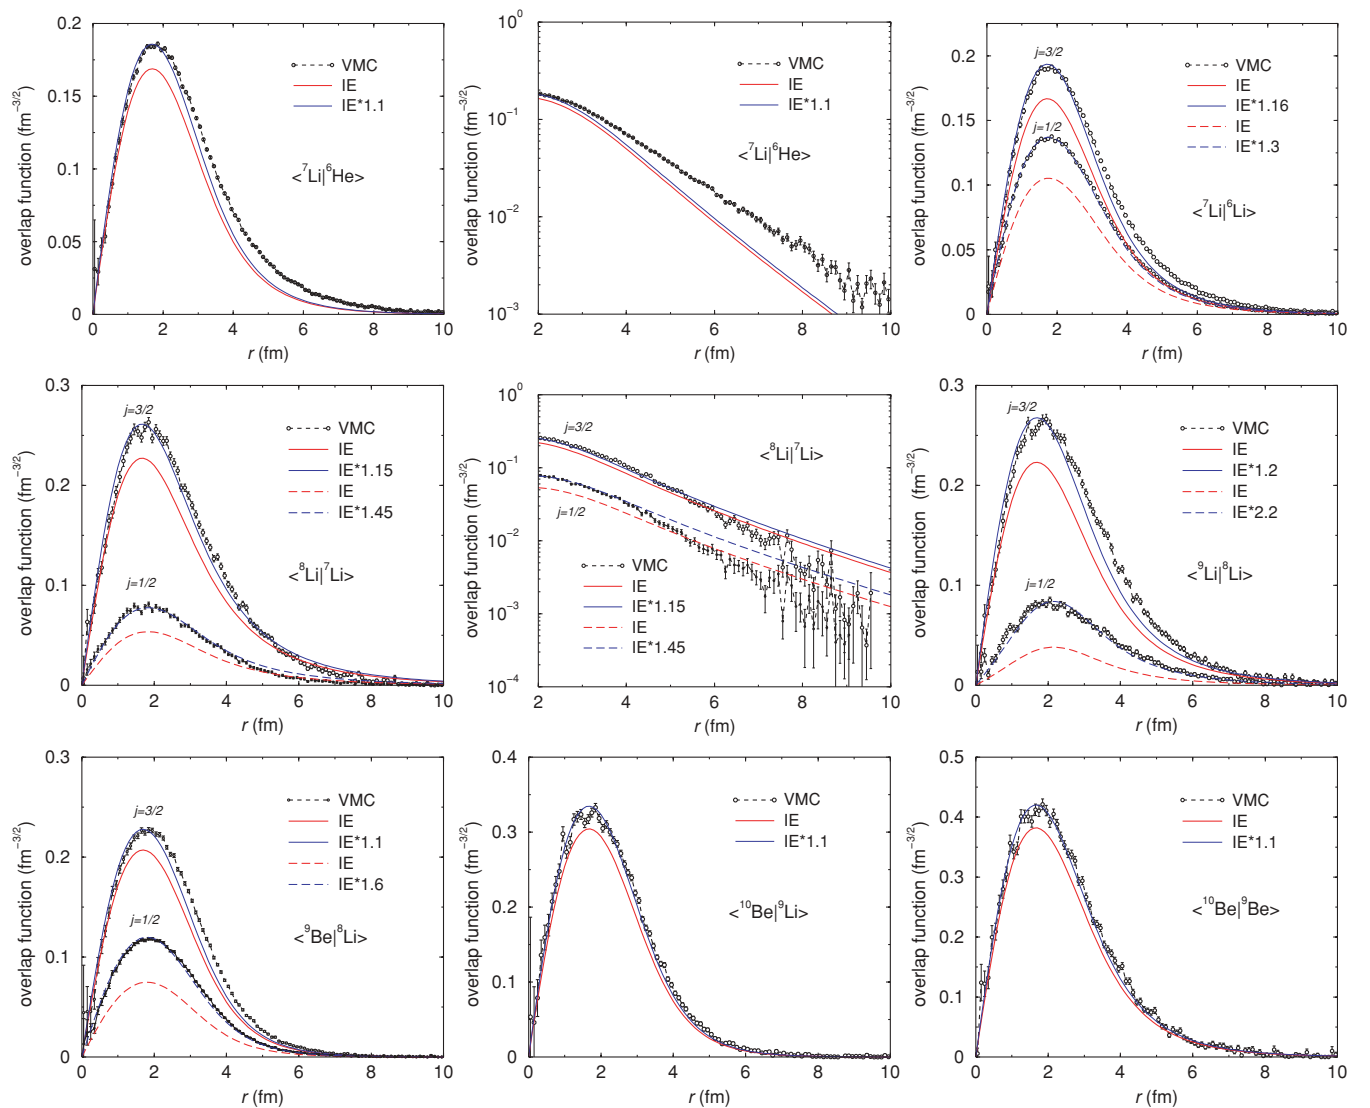 overlap function (fm⁻³/²)
0.2
0.15
0.1
0.05
0
0 2 4 6 8 10
r (fm)
VMC
IE
IE*1.1
<⁷Li|⁶He>
10⁰
10⁻¹
10⁻²
10⁻³
2 4 6 8 10
r (fm)
VMC
IE
IE*1.1
<⁷Li|⁶He>
overlap function (fm⁻³/²)
0.2
0.15
0.1
0.05
0
0 2 4 6 8 10
r (fm)
j=3/2
j=1/2
VMC
IE
IE*1.16
IE
IE*1.3
<⁷Li|⁶Li>
overlap function (fm⁻³/²)
0.3
0.2
0.1
0
0 2 4 6 8 10
r (fm)
j=3/2
j=1/2
VMC
IE
IE*1.15
IE
IE*1.45
<⁸Li|⁷Li>
10⁰
10⁻¹
10⁻²
10⁻³
10⁻⁴
2 4 6 8 10
r (fm)
j=3/2
j=1/2
<⁸Li|⁷Li>
VMC
IE
IE*1.15
IE
IE*1.45
overlap function (fm⁻³/²)
0.3
0.2
0.1
0
0 2 4 6 8 10
r (fm)
j=3/2
j=1/2
VMC
IE
IE*1.2
IE
IE*2.2
<⁹Li|⁸Li>
overlap function (fm⁻³/²)
0.3
0.2
0.1
0
0 2 4 6 8 10
r (fm)
j=3/2
j=1/2
VMC
IE
IE*1.1
IE
IE*1.6
<⁹Be|⁸Li>
overlap function (fm⁻³/²)
0.4
0.3
0.2
0.1
0
0 2 4 6 8 10
r (fm)
VMC
IE
IE*1.1
<¹⁰Be|⁹Li>
overlap function (fm⁻³/²)
0.5
0.4
0.3
0.2
0.1
0
0 2 4 6 8 10
r (fm)
VMC
IE
IE*1.1
<¹⁰Be|⁹Be>